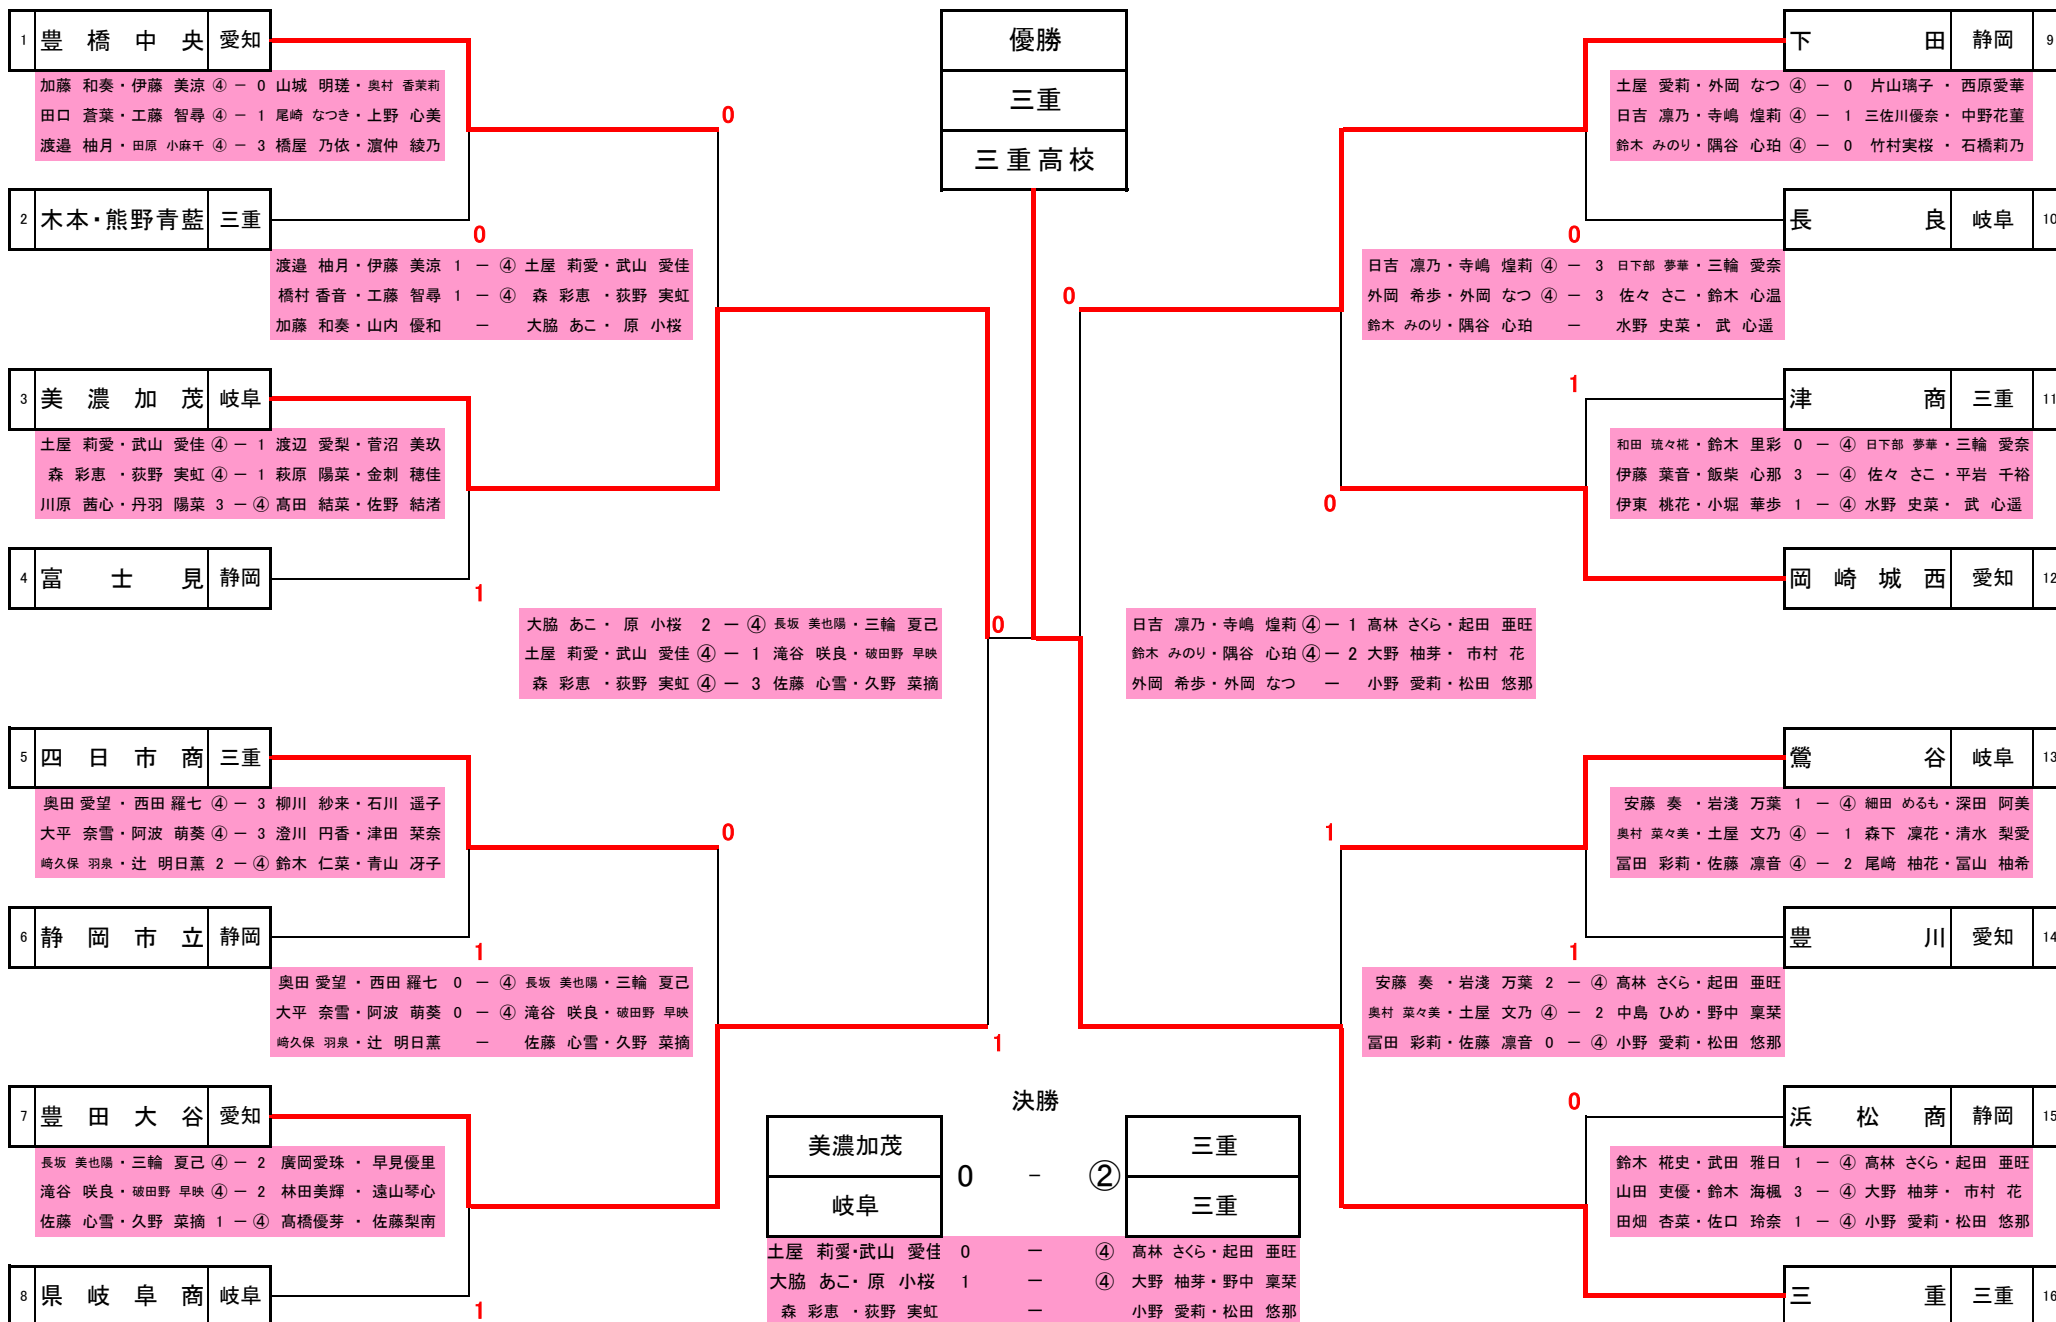 1 豊橋中央 愛知
加藤 和奏・伊藤 美涼 ④ － 0 山城 明瑳・奥村 香茉莉
田口 蒼葉・工藤 智尋 ④ － 1 尾崎 なつき・上野 心美
渡邉 柚月・田原 小麻千 ④ － 3 橋屋 乃依・濵仲 綾乃
0
2 木本・熊野青藍 三重
0
渡邉 柚月・伊藤 美涼 1 － ④ 土屋 莉愛・武山 愛佳
橋村 香音・工藤 智尋 1 － ④ 森 彩恵 ・荻野 実虹
加藤 和奏・山内 優和 － 大脇 あこ・ 原 小桜
3 美濃加茂 岐阜
土屋 莉愛・武山 愛佳 ④ － 1 渡辺 愛梨・菅沼 美玖
森 彩恵 ・荻野 実虹 ④ － 1 萩原 陽菜・金刺 穂佳
川原 茜心・丹羽 陽菜 3 － ④ 髙田 結菜・佐野 結渚
4 富士見 静岡
1
大脇 あこ・ 原 小桜 2 － ④ 長坂 美也陽・三輪 夏己
土屋 莉愛・武山 愛佳 ④ － 1 滝谷 咲良・破田野 早映
森 彩恵 ・荻野 実虹 ④ － 3 佐藤 心雪・久野 菜摘
0
5 四日市商 三重
奥田 愛望 ・西田 羅七 ④ － 3 柳川 紗来・石川 遥子
大平 奈雪・阿波 萌葵 ④ － 3 澄川 円香・津田 栞奈
﨑久保 羽泉・辻 明日薫 2 － ④ 鈴木 仁菜・青山 冴子
0
6 静岡市立 静岡
1
奥田 愛望 ・西田 羅七 0 － ④ 長坂 美也陽・三輪 夏己
大平 奈雪・阿波 萌葵 0 － ④ 滝谷 咲良・破田野 早映
﨑久保 羽泉・辻 明日薫 － 佐藤 心雪・久野 菜摘
1
7 豊田大谷 愛知
長坂 美也陽・三輪 夏己 ④ － 2 廣岡愛珠 ・早見優里
滝谷 咲良・破田野 早映 ④ － 2 林田美輝 ・遠山琴心
佐藤 心雪・久野 菜摘 1 － ④ 髙橋優芽 ・佐藤梨南
8 県岐阜商 岐阜
1
優勝
三重
三重高校
決勝
美濃加茂 0 － ② 三重
岐阜 三重
土屋 莉愛・武山 愛佳 0 － ④ 髙林 さくら・起田 亜旺
大脇 あこ・ 原 小桜 1 － ④ 大野 柚芽・野中 稟栞
森 彩恵 ・荻野 実虹 － 小野 愛莉・松田 悠那
下田 静岡 9
土屋 愛莉・外岡 なつ ④ － 0 片山璃子 ・ 西原愛華
日吉 凛乃・寺嶋 煌莉 ④ － 1 三佐川優奈・ 中野花菫
鈴木 みのり・隅谷 心珀 ④ － 0 竹村実桜 ・ 石橋莉乃
長良 岐阜 10
0
日吉 凛乃・寺嶋 煌莉 ④ － 3 日下部 夢華・三輪 愛奈
外岡 希歩・外岡 なつ ④ － 3 佐々 さこ・鈴木 心温
鈴木 みのり・隅谷 心珀 － 水野 史菜・ 武 心遥
0
1
津商 三重 11
和田 琉々椛・鈴木 里彩 0 － ④ 日下部 夢華・三輪 愛奈
伊藤 葉音・飯柴 心那 3 － ④ 佐々 さこ・平岩 千裕
伊東 桃花・小堀 華歩 1 － ④ 水野 史菜・ 武 心遥
0
岡崎城西 愛知 12
日吉 凛乃・寺嶋 煌莉 ④ － 1 髙林 さくら・起田 亜旺
鈴木 みのり・隅谷 心珀 ④ － 2 大野 柚芽・ 市村 花
外岡 希歩・外岡 なつ － 小野 愛莉・松田 悠那
鶯谷 岐阜 13
安藤 奏 ・岩淺 万葉 1 － ④ 細田 めるも・深田 阿美
奥村 菜々美・土屋 文乃 ④ － 1 森下 凜花・清水 梨愛
冨田 彩莉・佐藤 凛音 ④ － 2 尾﨑 柚花・冨山 柚希
1
豊川 愛知 14
1
安藤 奏 ・岩淺 万葉 2 － ④ 髙林 さくら・起田 亜旺
奥村 菜々美・土屋 文乃 ④ － 2 中島 ひめ・野中 稟栞
冨田 彩莉・佐藤 凛音 0 － ④ 小野 愛莉・松田 悠那
0
浜松商 静岡 15
鈴木 椛史・武田 雅日 1 － ④ 髙林 さくら・起田 亜旺
山田 吏優・鈴木 海楓 3 － ④ 大野 柚芽・ 市村 花
田畑 杏菜・佐口 玲奈 1 － ④ 小野 愛莉・松田 悠那
三重 三重 16